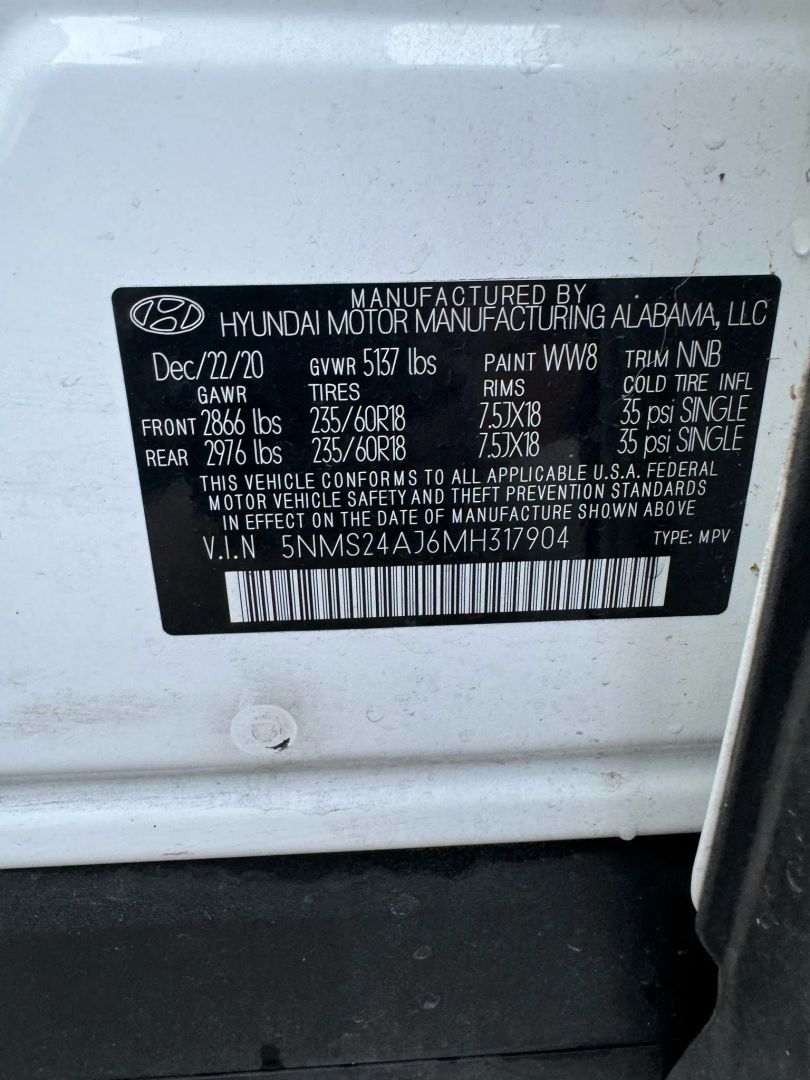 MANUFACTURED BY
HYUNDAI MOTOR MANUFACTURING ALABAMA, LLC
Dec/22/20 GVWR 5137 lbs PAINT WW8 TRIM NNB
GAWR TIRES RIMS COLD TIRE INFL
FRONT 2866 lbs 235/60R18 7.5JX18 35 psi SINGLE
REAR 2976 lbs 235/60R18 7.5JX18 35 psi SINGLE
THIS VEHICLE CONFORMS TO ALL APPLICABLE U.S.A. FEDERAL
MOTOR VEHICLE SAFETY AND THEFT PREVENTION STANDARDS
IN EFFECT ON THE DATE OF MANUFACTURE SHOWN ABOVE
V.I.N 5NMS24AJ6MH317904 TYPE: MPV